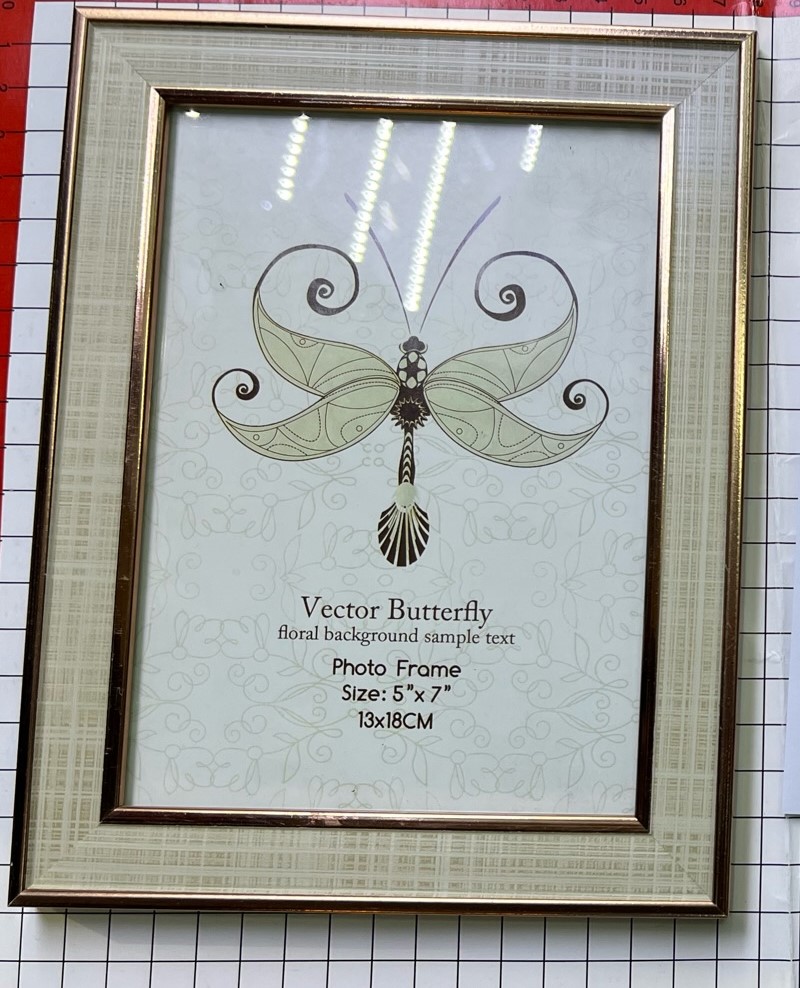 Vector Butterfly
floral background sample text
Photo Frame
Size: 5”x 7”
13x18CM